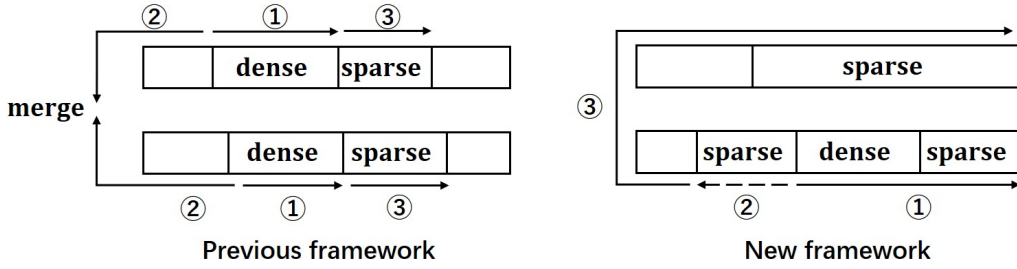 ② ① ③
dense sparse
merge
dense sparse
② ① ③
Previous framework
sparse
③
sparse dense sparse
② ①
New framework